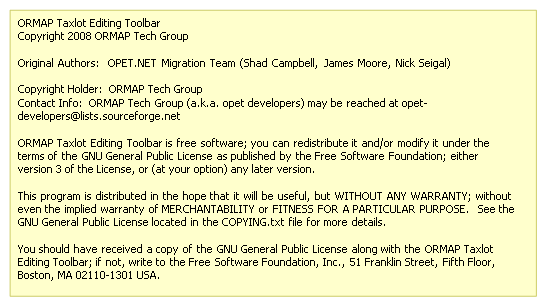 ORMAP Taxlot Editing Toolbar
Copyright 2008 ORMAP Tech Group
Original Authors:  OPET.NET Migration Team (Shad Campbell, James Moore, Nick Seigal)
Copyright Holder:  ORMAP Tech Group
Contact Info:  ORMAP Tech Group (a.k.a. opet developers) may be reached at opet-
developers@lists.sourceforge.net
ORMAP Taxlot Editing Toolbar is free software; you can redistribute it and/or modify it under the
terms of the GNU General Public License as published by the Free Software Foundation; either
version 3 of the License, or (at your option) any later version.
This program is distributed in the hope that it will be useful, but WITHOUT ANY WARRANTY; without
even the implied warranty of MERCHANTABILITY or FITNESS FOR A PARTICULAR PURPOSE.  See the
GNU General Public License located in the COPYING.txt file for more details.
You should have received a copy of the GNU General Public License along with the ORMAP Taxlot
Editing Toolbar; if not, write to the Free Software Foundation, Inc., 51 Franklin Street, Fifth Floor,
Boston, MA 02110-1301 USA.